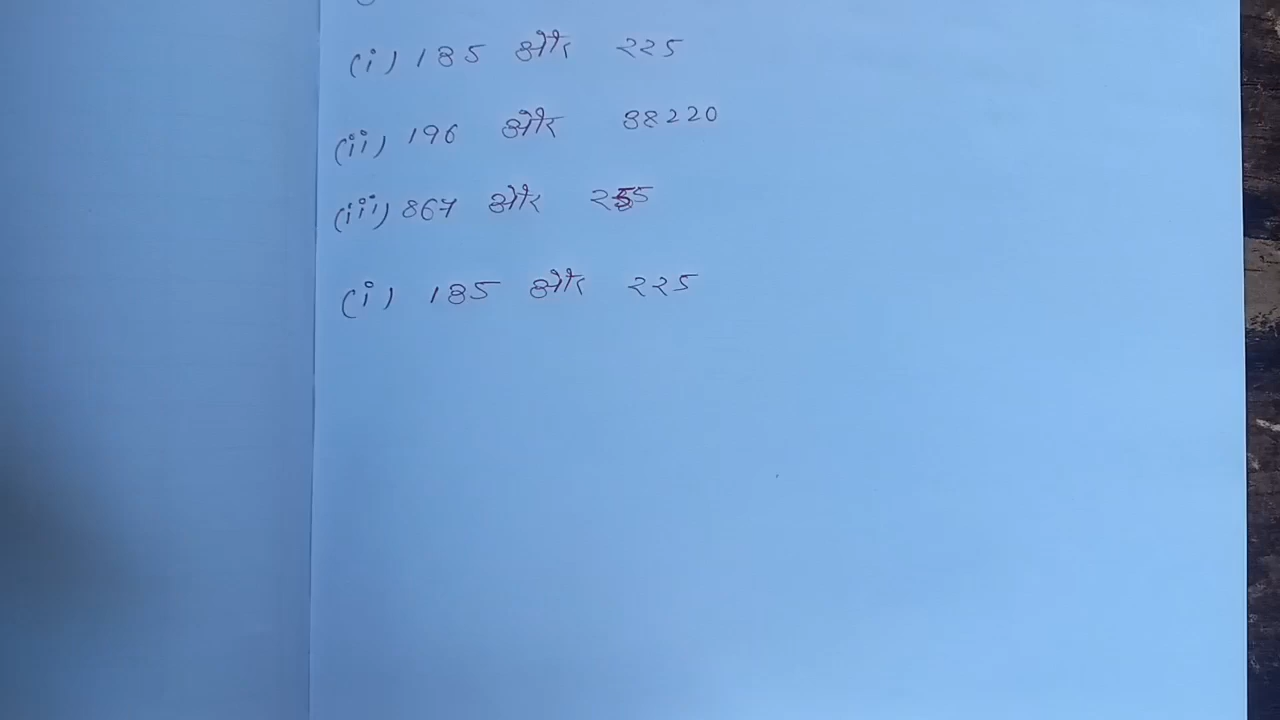 (i) 185 और 225
(ii) 196 और 38220
(iii) 867 और 255
(i) 185 और 225